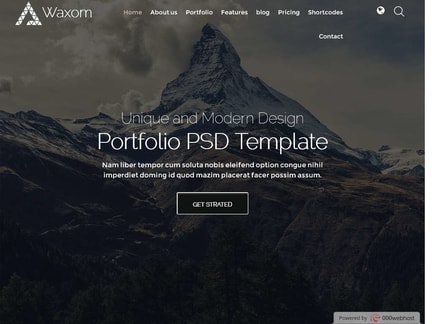 Waxom
Home About us Portfolio Features blog Pricing Shortcodes
Contact
Unique and Modern Design
Portfolio PSD Template
Nam liber tempor cum soluta nobis eleifend option congue nihil
imperdiet doming id quod mazim placerat facer possim assum.
GET STRATED
Powered by 000webhost